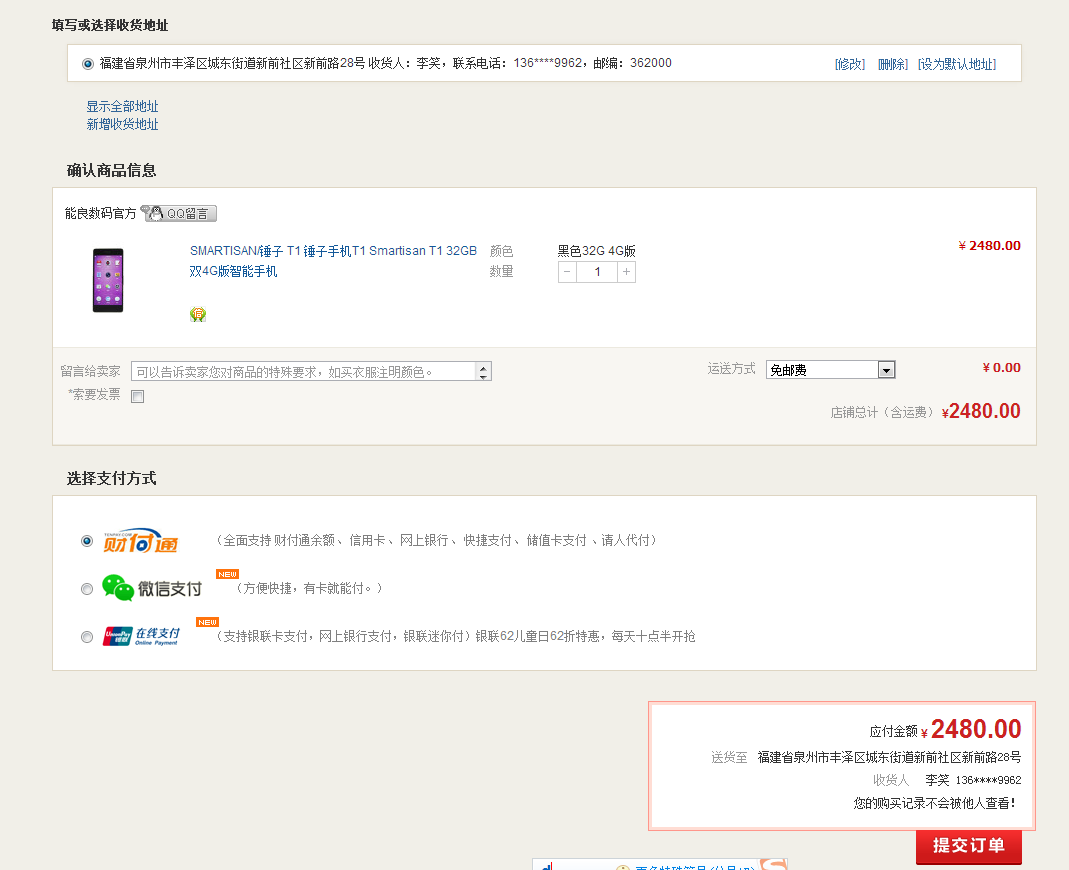 填写或选择收货地址
福建省泉州市丰泽区城东街道新前社区新前路28号 收货人：李笑，联系电话：136****9962，邮编：362000 [修改] [删除] [设为默认地址]
显示全部地址
新增收货地址
确认商品信息
能良数码官方 QQ留言
SMARTISAN/锤子 T1 锤子手机T1 Smartisan T1 32GB 颜色 黑色32G 4G版 ¥ 2480.00
双4G版智能手机 数量 − 1 +
留言给卖家 可以告诉卖家您对商品的特殊要求，如买衣服注明颜色。 运送方式 免邮费 ¥ 0.00
*索要发票
店铺总计（含运费） ¥2480.00
选择支付方式
TENPAY.COM 财付通 （全面支持 财付通余额、 信用卡、 网上银行、 快捷支付、 储值卡支付 、请人代付）
微信支付 NEW （方便快捷，有卡就能付。）
UnionPay 银联 在线支付 Online Payment NEW （支持银联卡支付，网上银行支付，银联迷你付）银联62儿童日62折特惠，每天十点半开抢
应付金额 ¥ 2480.00
送货至 福建省泉州市丰泽区城东街道新前社区新前路28号
收货人 李笑 136****9962
您的购买记录不会被他人查看！
提交订单